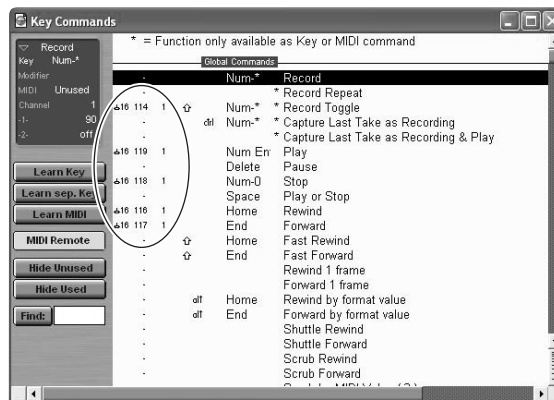 Key Commands
* = Function only available as Key or MIDI command
Record
Key Num-*
Modifier
MIDI Unused
Channel 1
-1- 90
-2- off
Learn Key
Learn sep. Key
Learn MIDI
MIDI Remote
Hide Unused
Hide Used
Find:
Global Commands
Num-* Record
* Record Repeat
16 114 1 Num-* * Record Toggle
ctrl Num-* * Capture Last Take as Recording
* Capture Last Take as Recording & Play
16 119 1 Num En Play
Delete Pause
16 118 1 Num-0 Stop
Space Play or Stop
16 116 1 Home Rewind
16 117 1 End Forward
Home Fast Rewind
End Fast Forward
Rewind 1 frame
Forward 1 frame
alt Home Rewind by format value
alt End Forward by format value
Shuttle Rewind
Shuttle Forward
Scrub Rewind
Scrub Forward